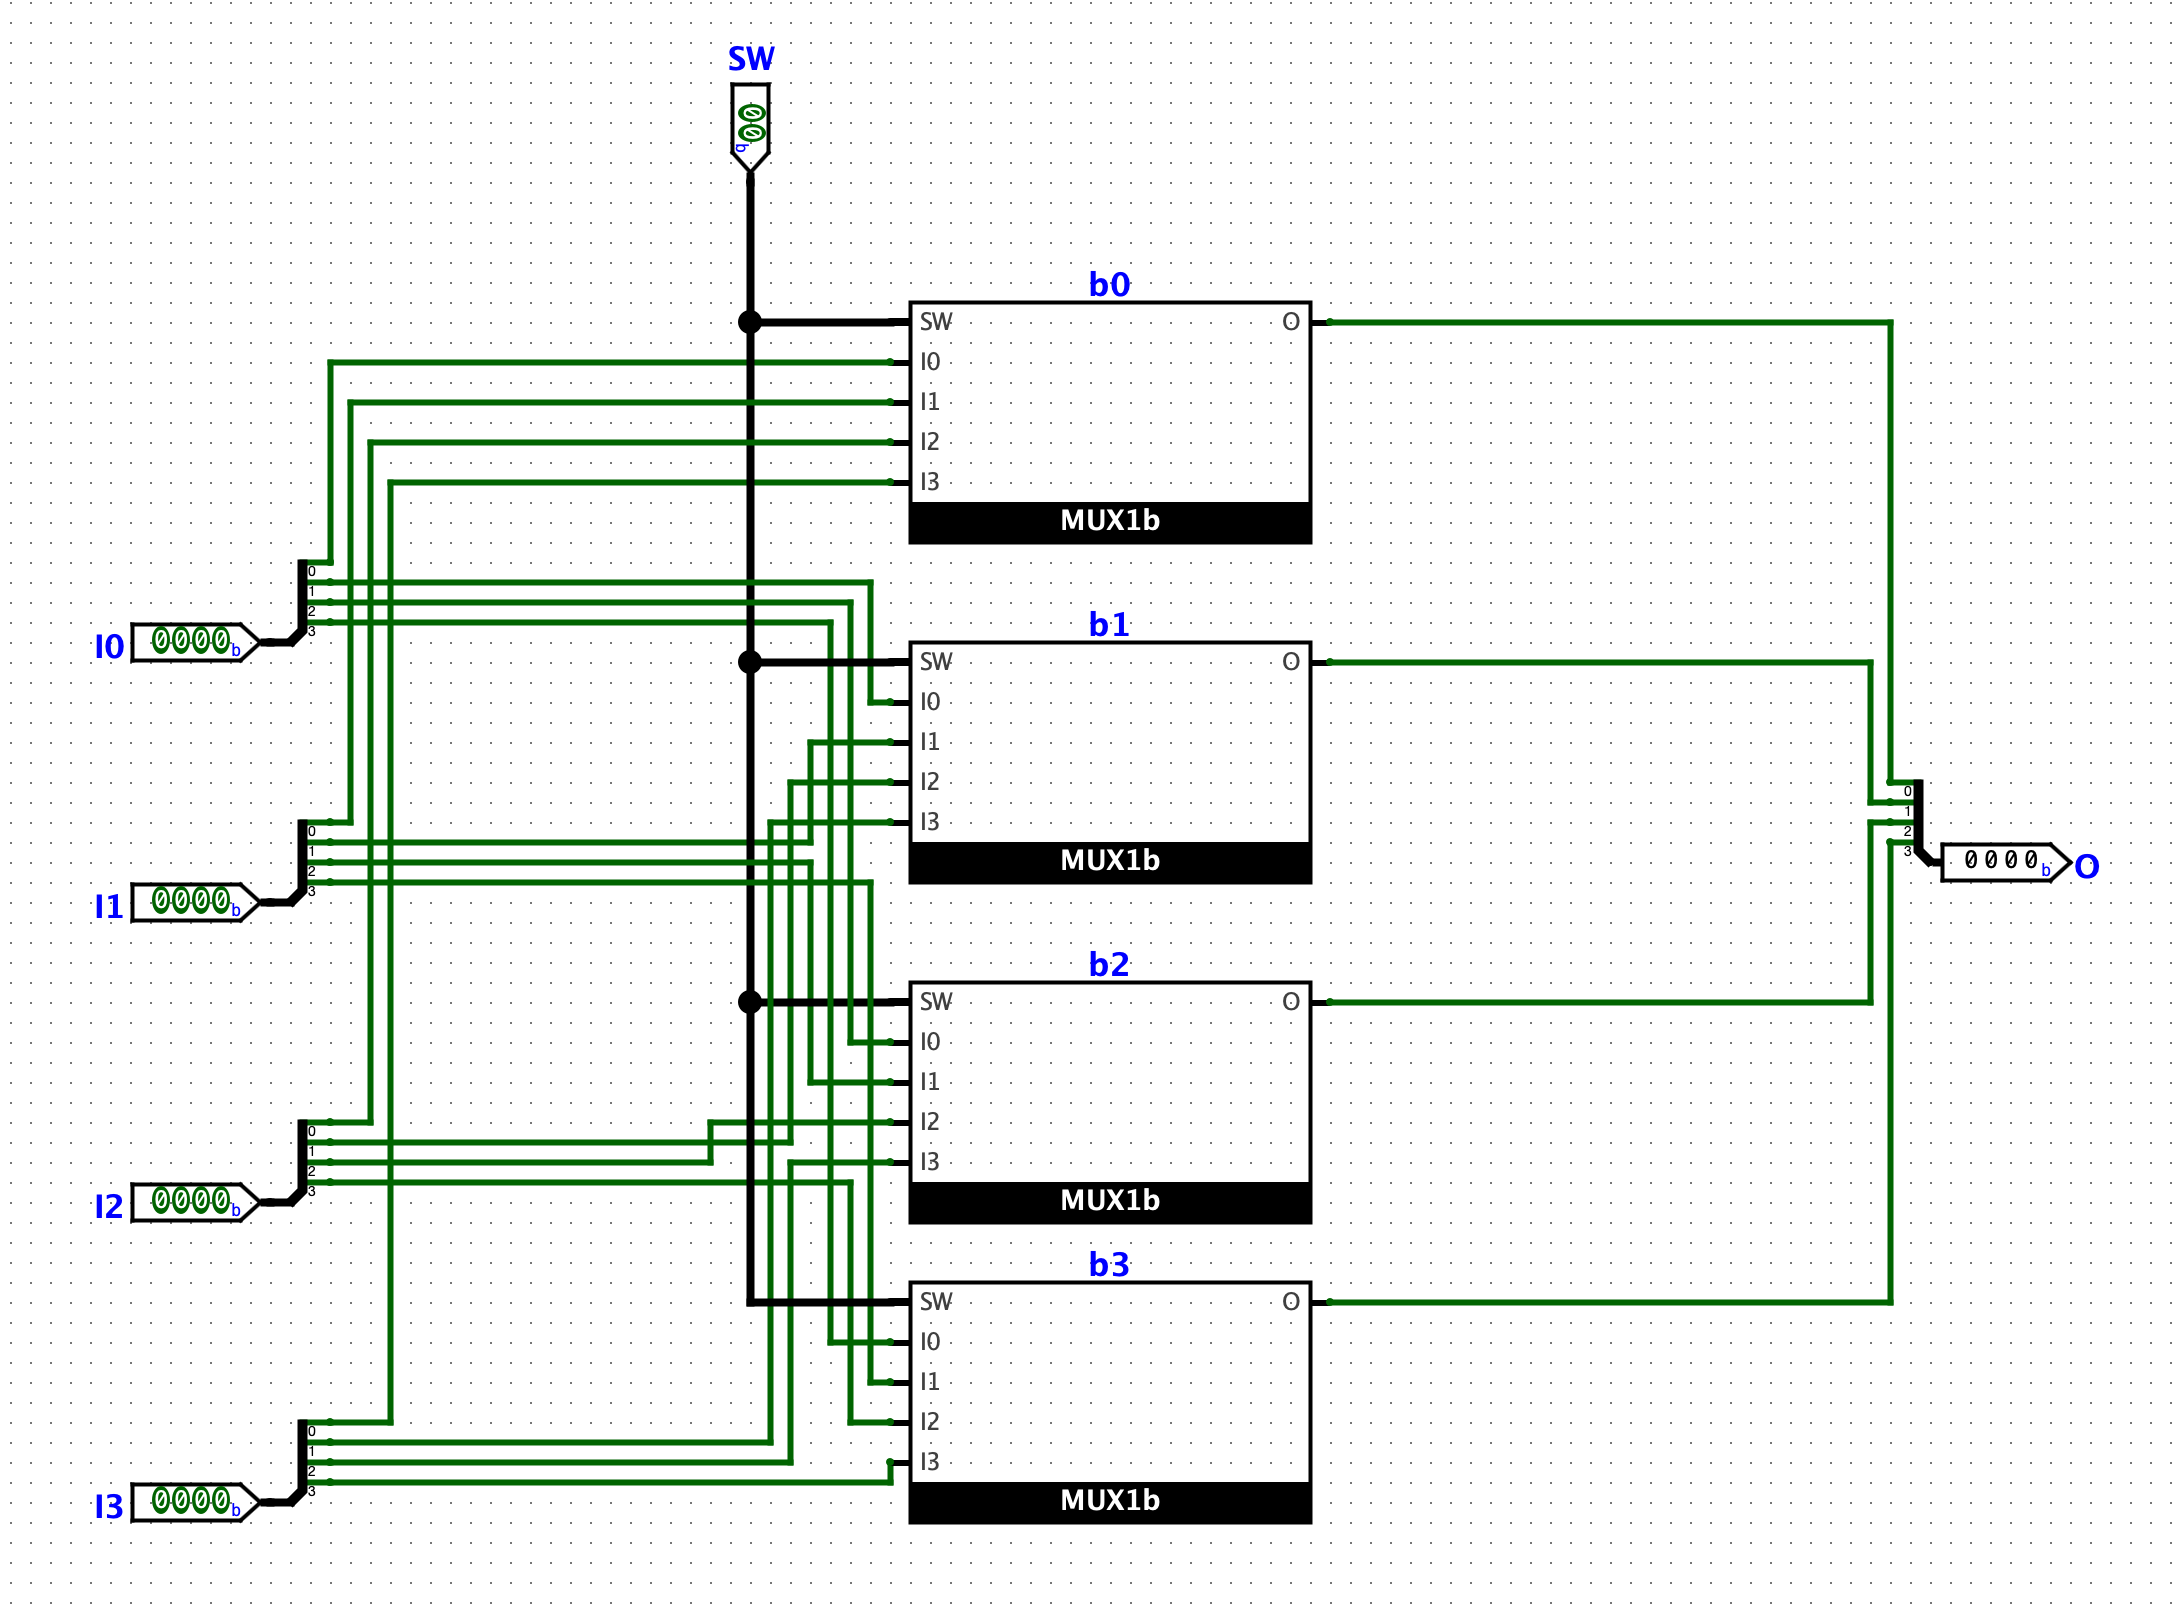 SW
00
b
b0
SW O
I0
I1
I2
I3
MUX1b
0
1
2
3
I0 0000b
b1
SW O
I0
I1
I2
I3
MUX1b
0
1
2
3
I1 0000b
0
1
2
3
0000b O
b2
SW O
I0
I1
I2
I3
MUX1b
0
1
2
3
I2 0000b
b3
SW O
I0
I1
I2
I3
MUX1b
0
1
2
3
I3 0000b